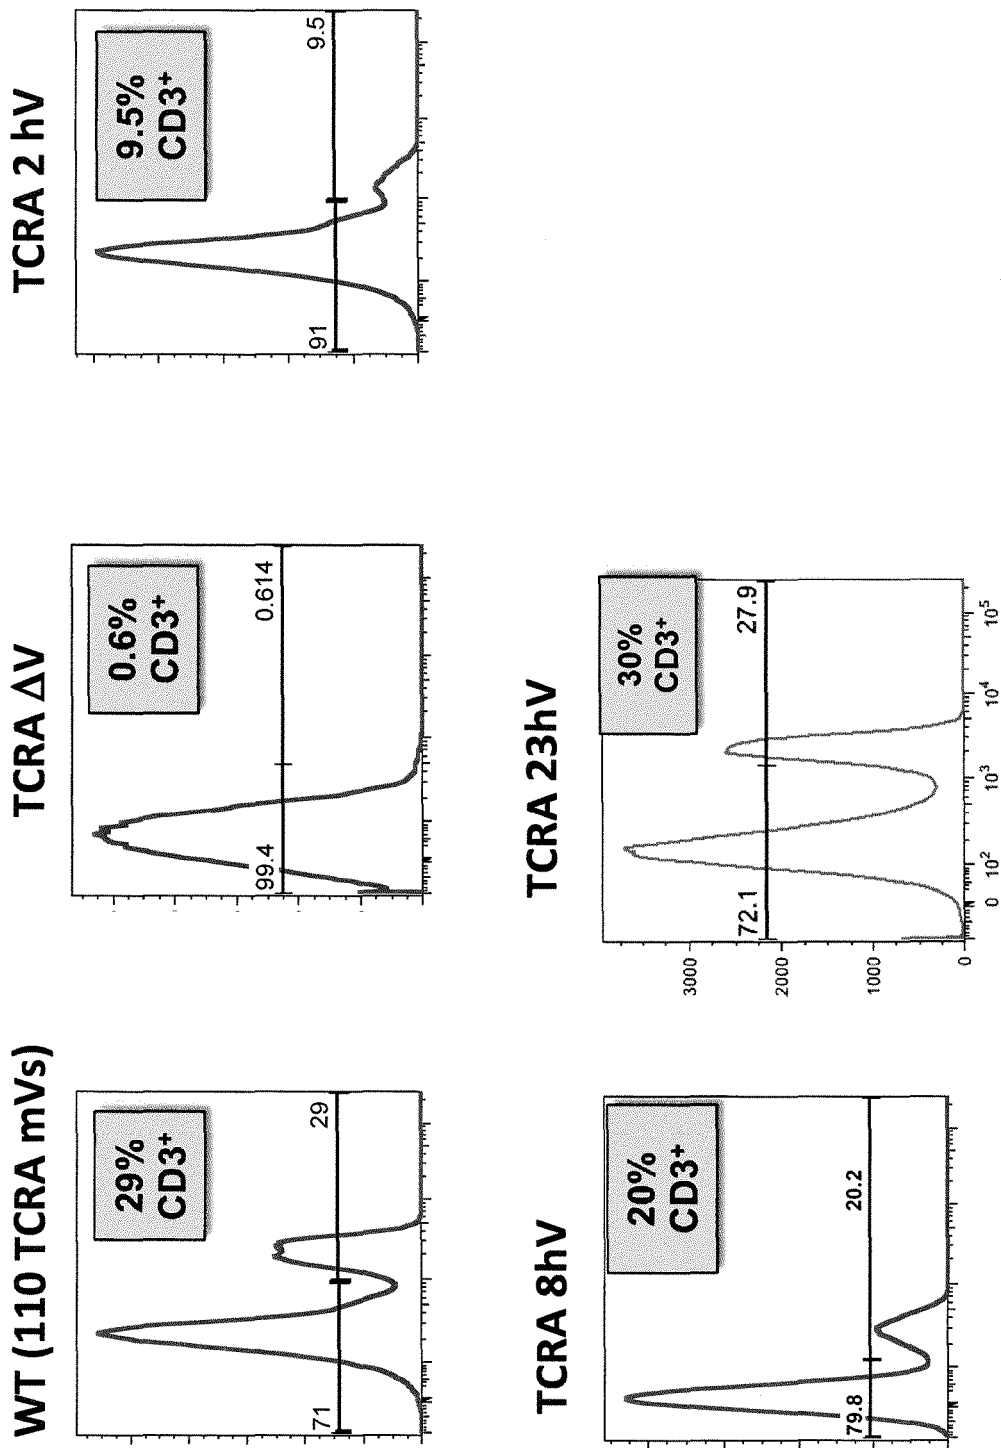 WT (110 TCRA mVs)
29%
CD3+
71
29
TCRA ΔV
0.6%
CD3+
99.4
0.614
TCRA 2 hV
9.5%
CD3+
91
9.5
TCRA 8hV
20%
CD3+
79.8
20.2
TCRA 23hV
30%
CD3+
72.1
27.9
3000
2000
1000
0
0
10²
10³
10⁴
10⁵